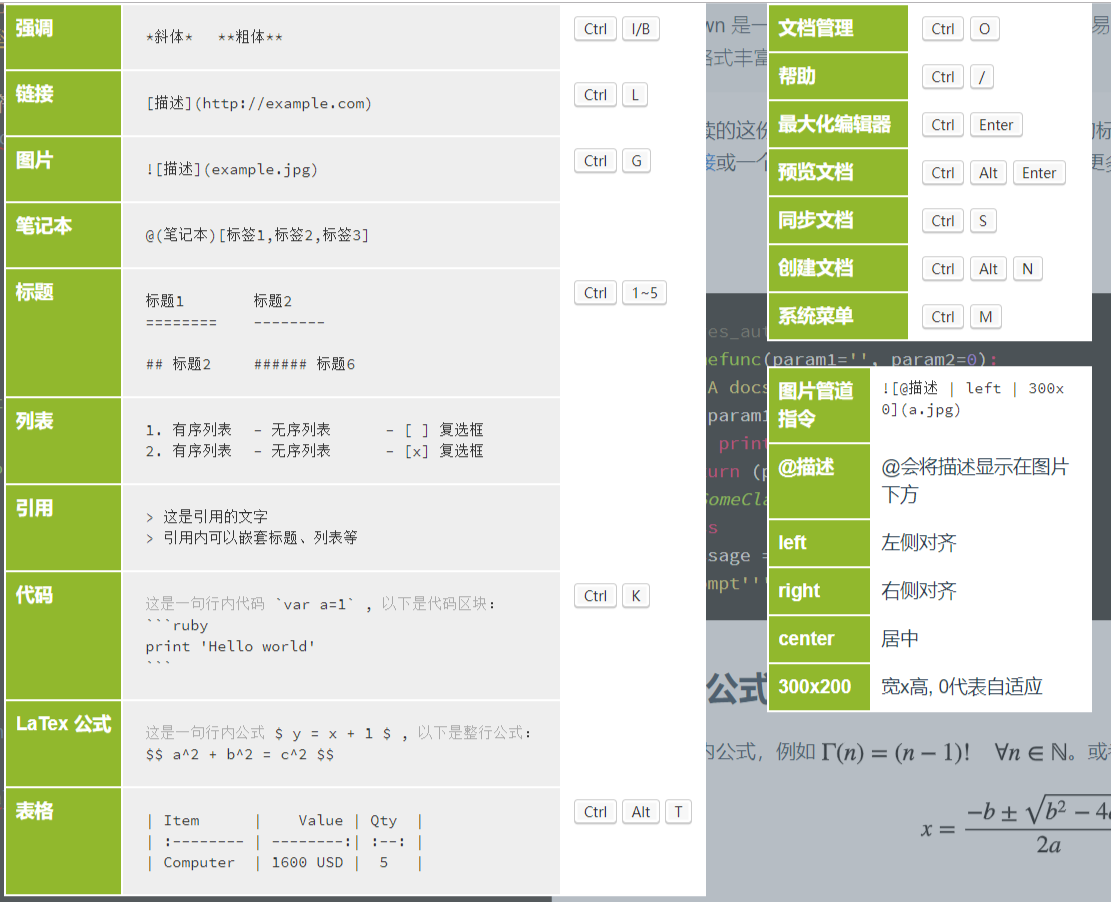 强调
*斜体*   **粗体**
Ctrl I/B
链接
[描述](http://example.com)
Ctrl L
图片
![描述](example.jpg)
Ctrl G
笔记本
@(笔记本)[标签1,标签2,标签3]
标题
标题1        标题2
========     --------
## 标题2     ###### 标题6
Ctrl 1~5
列表
1. 有序列表   - 无序列表       - [ ] 复选框
2. 有序列表   - 无序列表       - [x] 复选框
引用
> 这是引用的文字
> 引用内可以嵌套标题、列表等
代码
这是一句行内代码 `var a=1` , 以下是代码区块:
```ruby
print 'Hello world'
```
Ctrl K
LaTex 公式
这是一句行内公式 $ y = x + 1 $ , 以下是整行公式:
$$ a^2 + b^2 = c^2 $$
表格
| Item      |    Value | Qty  |
| :-------- | --------:| :--: |
| Computer  | 1600 USD |  5   |
Ctrl Alt T
文档管理
Ctrl O
帮助
Ctrl /
最大化编辑器
Ctrl Enter
预览文档
Ctrl Alt Enter
同步文档
Ctrl S
创建文档
Ctrl Alt N
系统菜单
Ctrl M
图片管道
指令
![@描述 | left | 300x
0](a.jpg)
@描述
@会将描述显示在图片
下方
left
左侧对齐
right
右侧对齐
center
居中
300x200
宽x高, 0代表自适应
wn 是一
易
格式丰富
读的这份
的标
接或一个
更多
es_aut
efunc(param1='', param2=0):
A docs
param1
print
urn (p
SomeCla
s
sage =
mpt'''
公式
内公式，例如 Γ(n) = (n − 1)!   ∀n ∈ ℕ。或者
x = −b ± √b² − 4a
2a